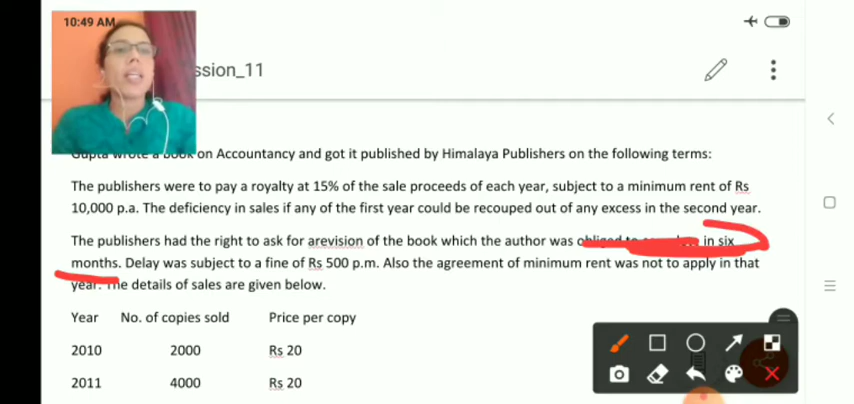 10:49 AM
ssion_11
Gupta wrote a book on Accountancy and got it published by Himalaya Publishers on the following terms:
The publishers were to pay a royalty at 15% of the sale proceeds of each year, subject to a minimum rent of Rs
10,000 p.a. The deficiency in sales if any of the first year could be recouped out of any excess in the second year.
The publishers had the right to ask for arevision of the book which the author was obliged to in six
months. Delay was subject to a fine of Rs 500 p.m. Also the agreement of minimum rent was not to apply in that
year. The details of sales are given below.
Year No. of copies sold Price per copy
2010 2000 Rs 20
2011 4000 Rs 20